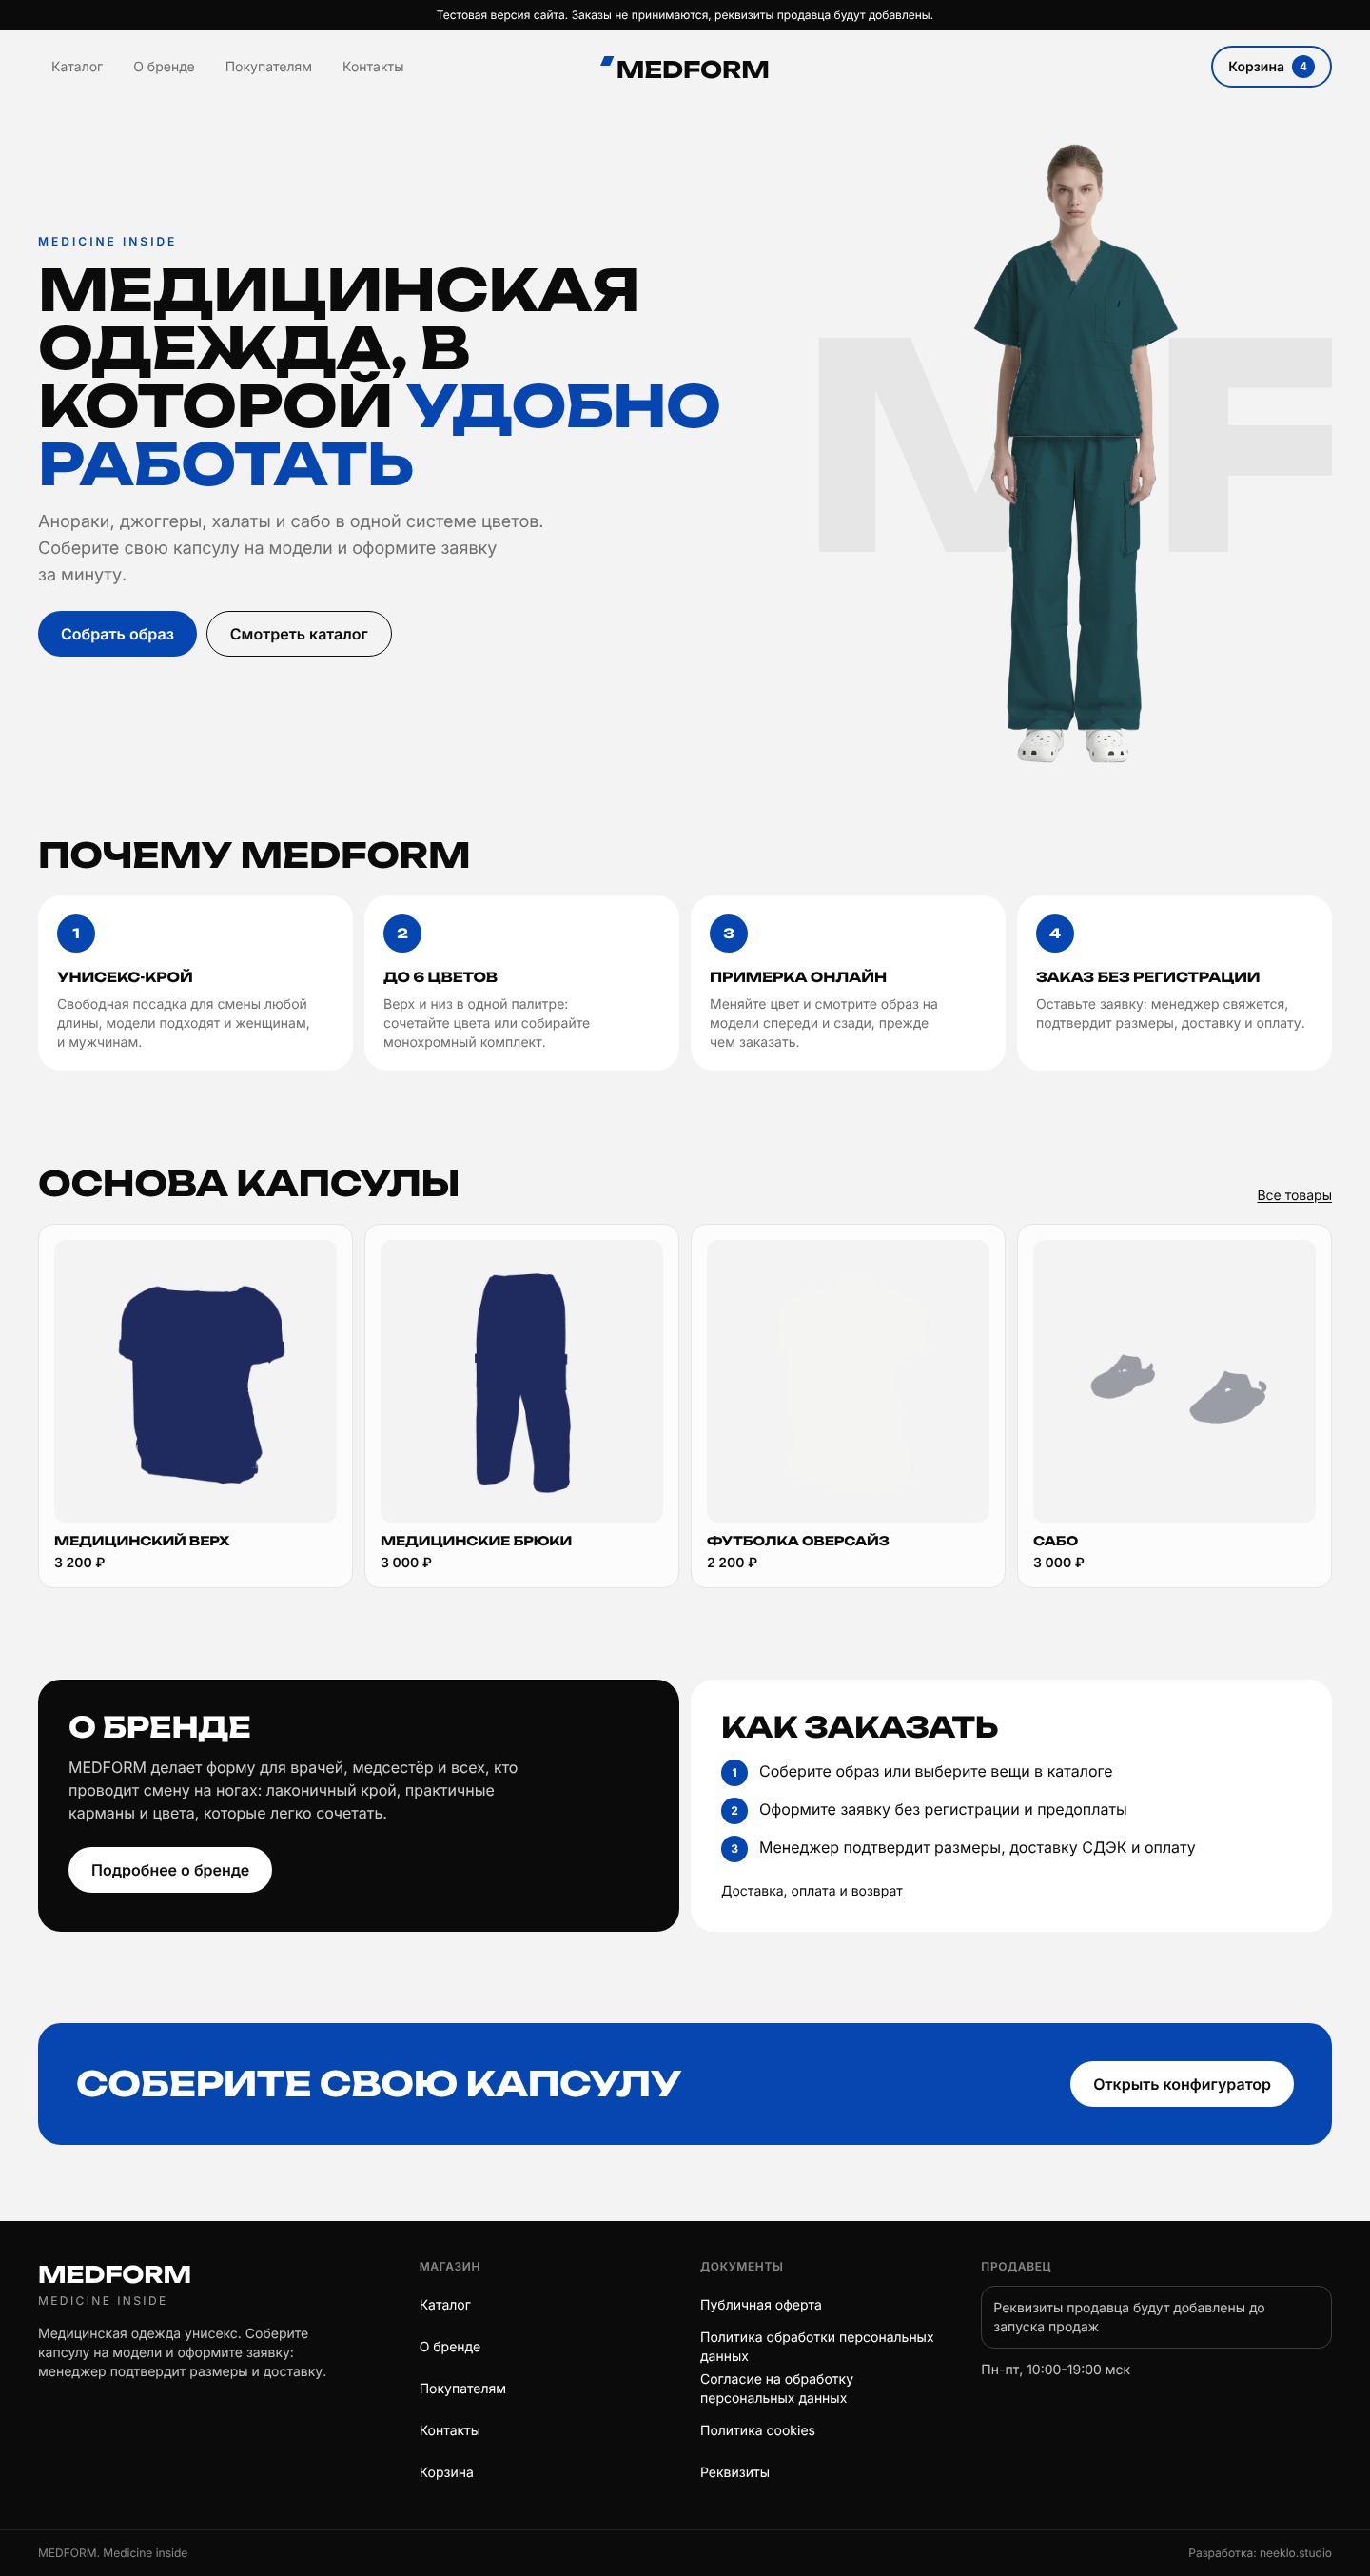 Тестовая версия сайта. Заказы не принимаются, реквизиты продавца будут добавлены.
Каталог
О бренде
Покупателям
Контакты
MEDFORM
Корзина 4
MEDICINE INSIDE
МЕДИЦИНСКАЯ
ОДЕЖДА, В
КОТОРОЙ УДОБНО
РАБОТАТЬ
Анораки, джоггеры, халаты и сабо в одной системе цветов.
Соберите свою капсулу на модели и оформите заявку
за минуту.
Собрать образ
Смотреть каталог
MF
ПОЧЕМУ MEDFORM
1
УНИСЕКС-КРОЙ
Свободная посадка для смены любой
длины, модели подходят и женщинам,
и мужчинам.
2
ДО 6 ЦВЕТОВ
Верх и низ в одной палитре:
сочетайте цвета или собирайте
монохромный комплект.
3
ПРИМЕРКА ОНЛАЙН
Меняйте цвет и смотрите образ на
модели спереди и сзади, прежде
чем заказать.
4
ЗАКАЗ БЕЗ РЕГИСТРАЦИИ
Оставьте заявку: менеджер свяжется,
подтвердит размеры, доставку и оплату.
ОСНОВА КАПСУЛЫ
Все товары
МЕДИЦИНСКИЙ ВЕРХ
3 200 ₽
МЕДИЦИНСКИЕ БРЮКИ
3 000 ₽
ФУТБОЛКА ОВЕРСАЙЗ
2 200 ₽
САБО
3 000 ₽
О БРЕНДЕ
MEDFORM делает форму для врачей, медсестёр и всех, кто
проводит смену на ногах: лаконичный крой, практичные
карманы и цвета, которые легко сочетать.
Подробнее о бренде
КАК ЗАКАЗАТЬ
1 Соберите образ или выберите вещи в каталоге
2 Оформите заявку без регистрации и предоплаты
3 Менеджер подтвердит размеры, доставку СДЭК и оплату
Доставка, оплата и возврат
СОБЕРИТЕ СВОЮ КАПСУЛУ
Открыть конфигуратор
MEDFORM
MEDICINE INSIDE
Медицинская одежда унисекс. Соберите
капсулу на модели и оформите заявку:
менеджер подтвердит размеры и доставку.
МАГАЗИН
Каталог
О бренде
Покупателям
Контакты
Корзина
ДОКУМЕНТЫ
Публичная оферта
Политика обработки персональных
данных
Согласие на обработку
персональных данных
Политика cookies
Реквизиты
ПРОДАВЕЦ
Реквизиты продавца будут добавлены до
запуска продаж
Пн-пт, 10:00-19:00 мск
MEDFORM. Medicine inside
Разработка: neeklo.studio